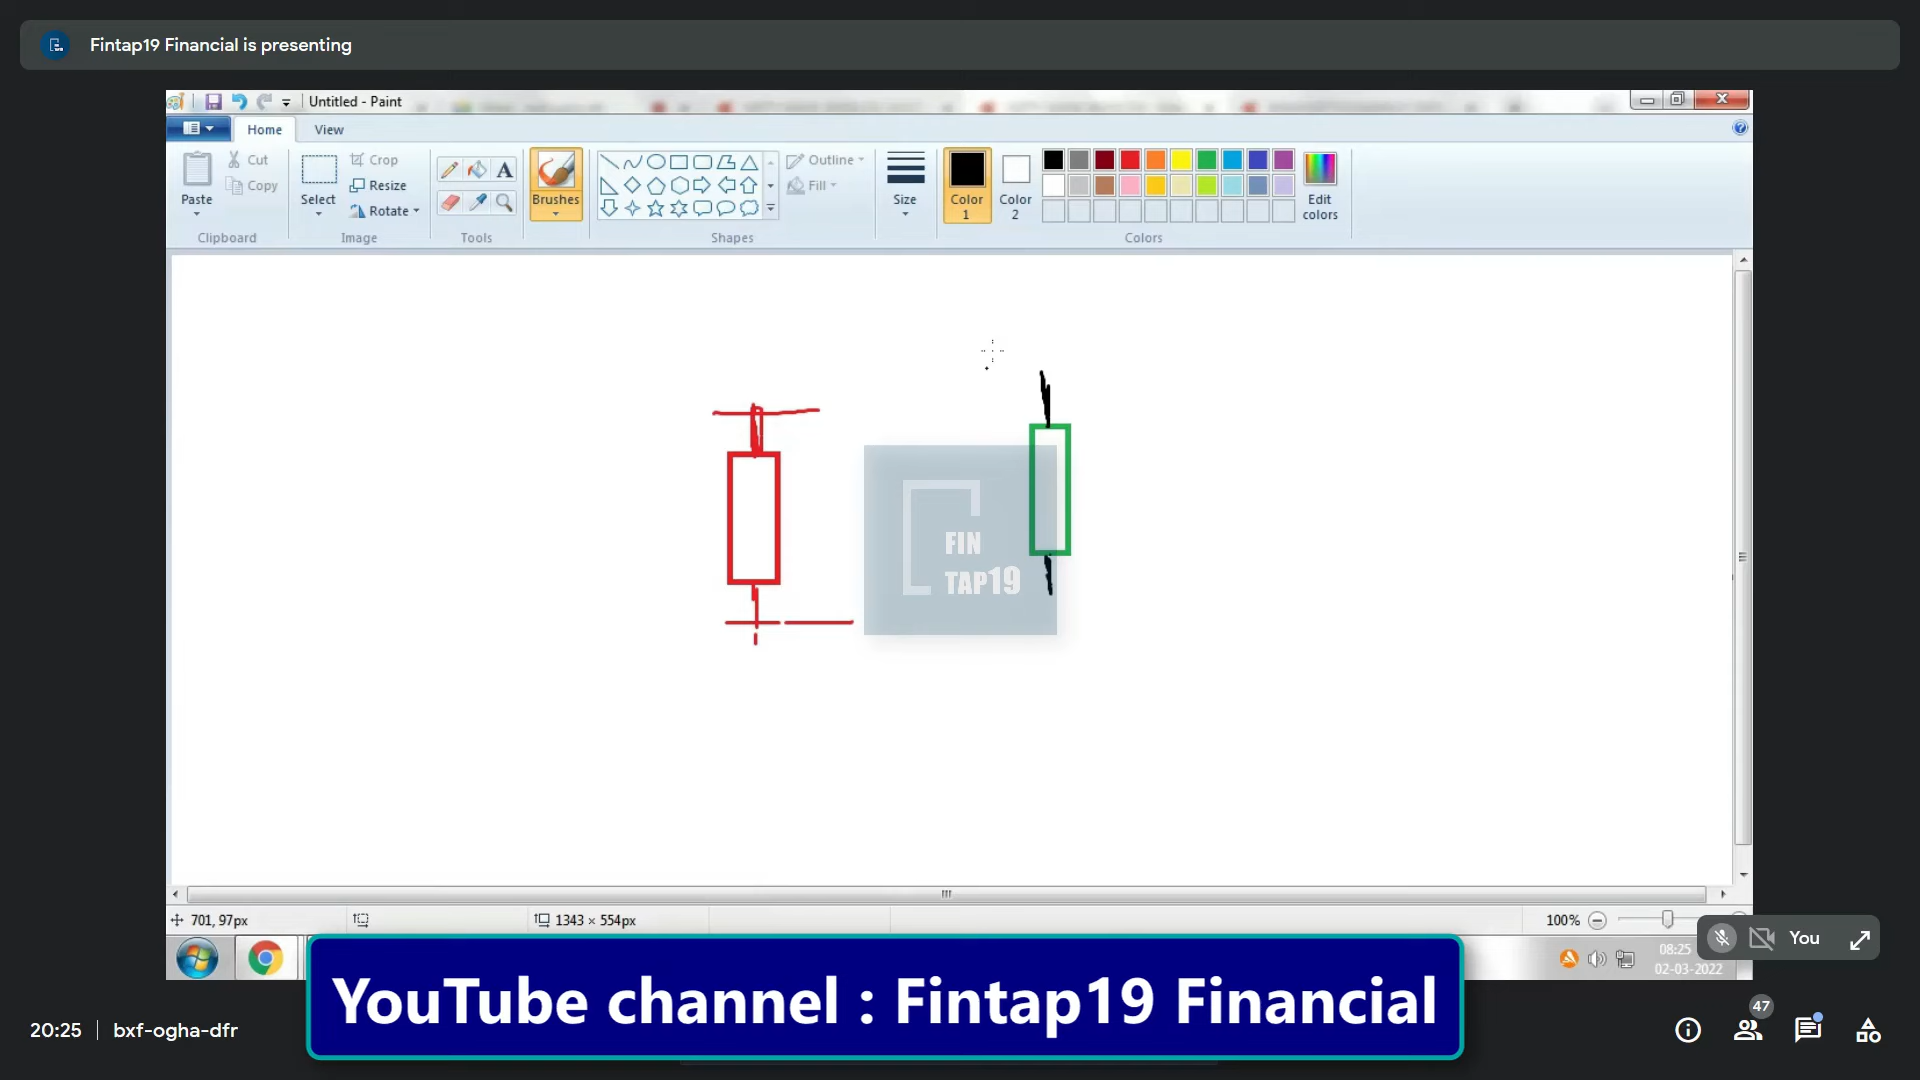 Fintap19 Financial is presenting
Untitled - Paint
Home View
Paste
Cut
Copy
Clipboard
Select
Crop
Resize
Rotate
Image
A
Tools
Brushes
Outline
Fill
Shapes
Size
Color
1
Color
2
Edit
colors
Colors
FIN
TAP19
701, 97px
1343 × 554px
100%
You
08:25
02-03-2022
YouTube channel : Fintap19 Financial
20:25 | bxf-ogha-dfr
47